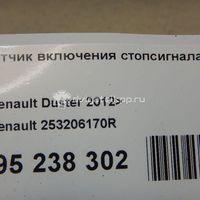 тчик включения стопсигнала
enault Duster 2012>
enault 253206170R
95 238 302